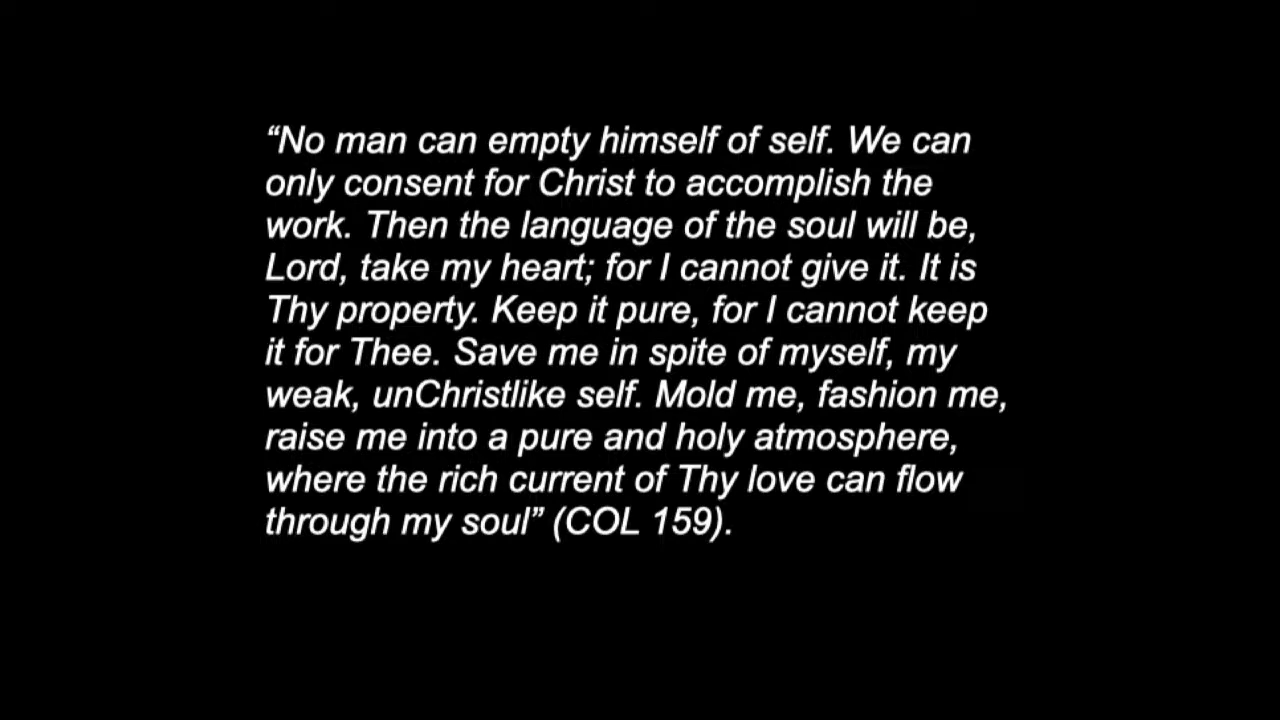 “No man can empty himself of self. We can
only consent for Christ to accomplish the
work. Then the language of the soul will be,
Lord, take my heart; for I cannot give it. It is
Thy property. Keep it pure, for I cannot keep
it for Thee. Save me in spite of myself, my
weak, unChristlike self. Mold me, fashion me,
raise me into a pure and holy atmosphere,
where the rich current of Thy love can flow
through my soul” (COL 159).